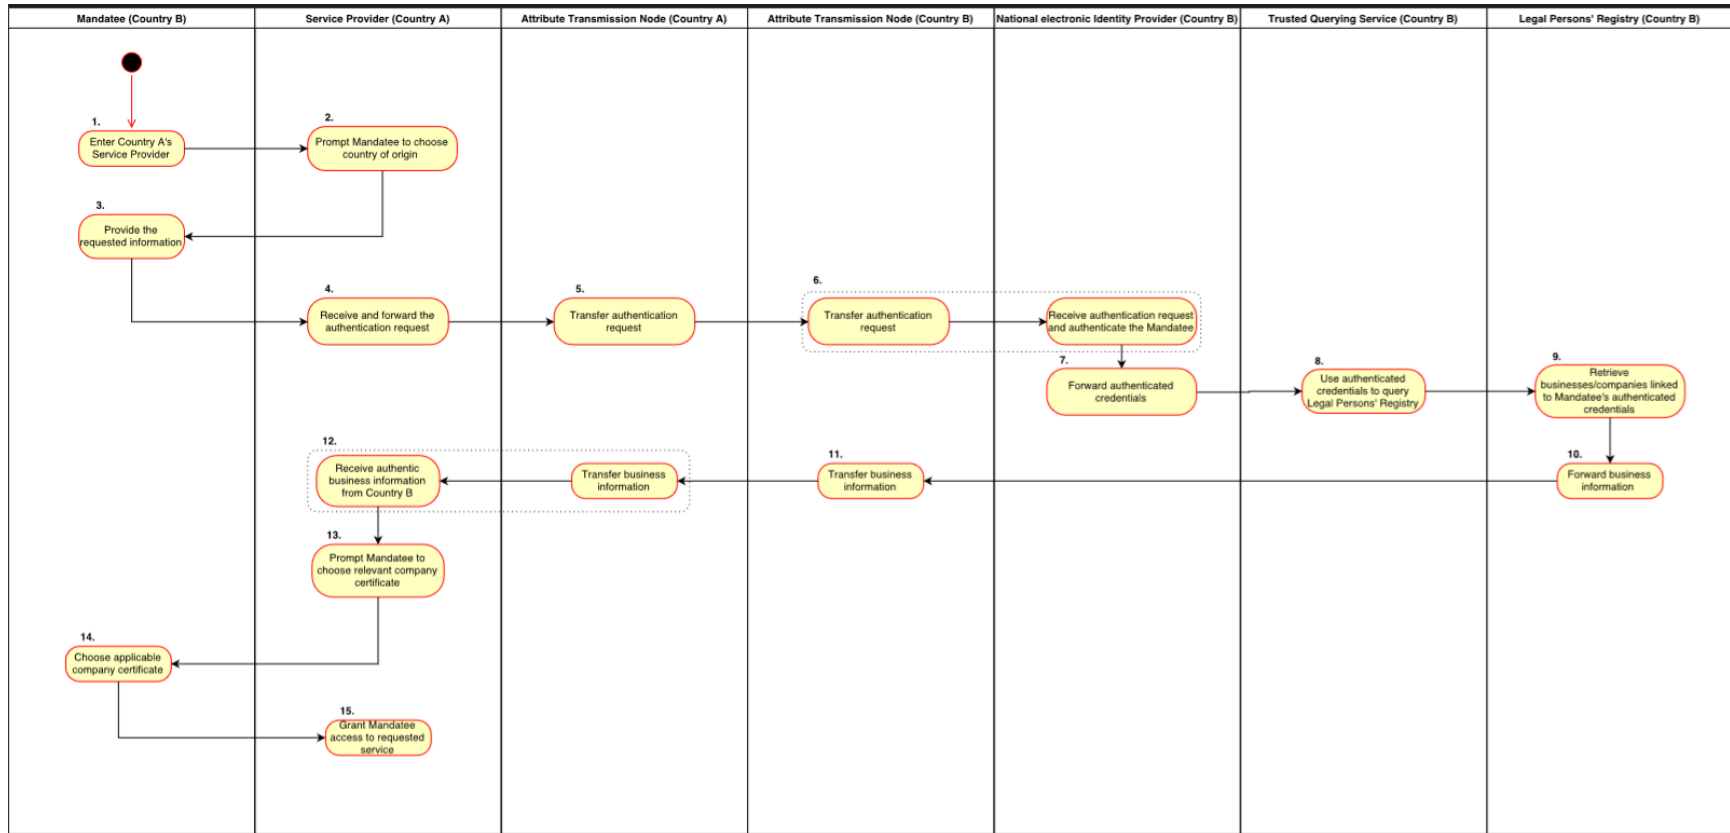 Mandatee (Country B)
Service Provider (Country A)
Attribute Transmission Node (Country A)
Attribute Transmission Node (Country B)
National electronic Identity Provider (Country B)
Trusted Querying Service (Country B)
Legal Persons' Registry (Country B)
1.
Enter Country A's
Service Provider
2.
Prompt Mandatee to choose
country of origin
3.
Provide the
requested information
4.
Receive and forward the
authentication request
5.
Transfer authentication
request
6.
Transfer authentication
request
Receive authentication request
and authenticate the Mandatee
7.
Forward authenticated
credentials
8.
Use authenticated
credentials to query
Legal Persons' Registry
9.
Retrieve
businesses/companies linked
to Mandatee's authenticated
credentials
10.
Forward business
information
11.
Transfer business
information
12.
Transfer business
information
Receive authentic
business information
from Country B
13.
Prompt Mandatee to
choose relevant company
certificate
14.
Choose applicable
company certificate
15.
Grant Mandatee
access to requested
service